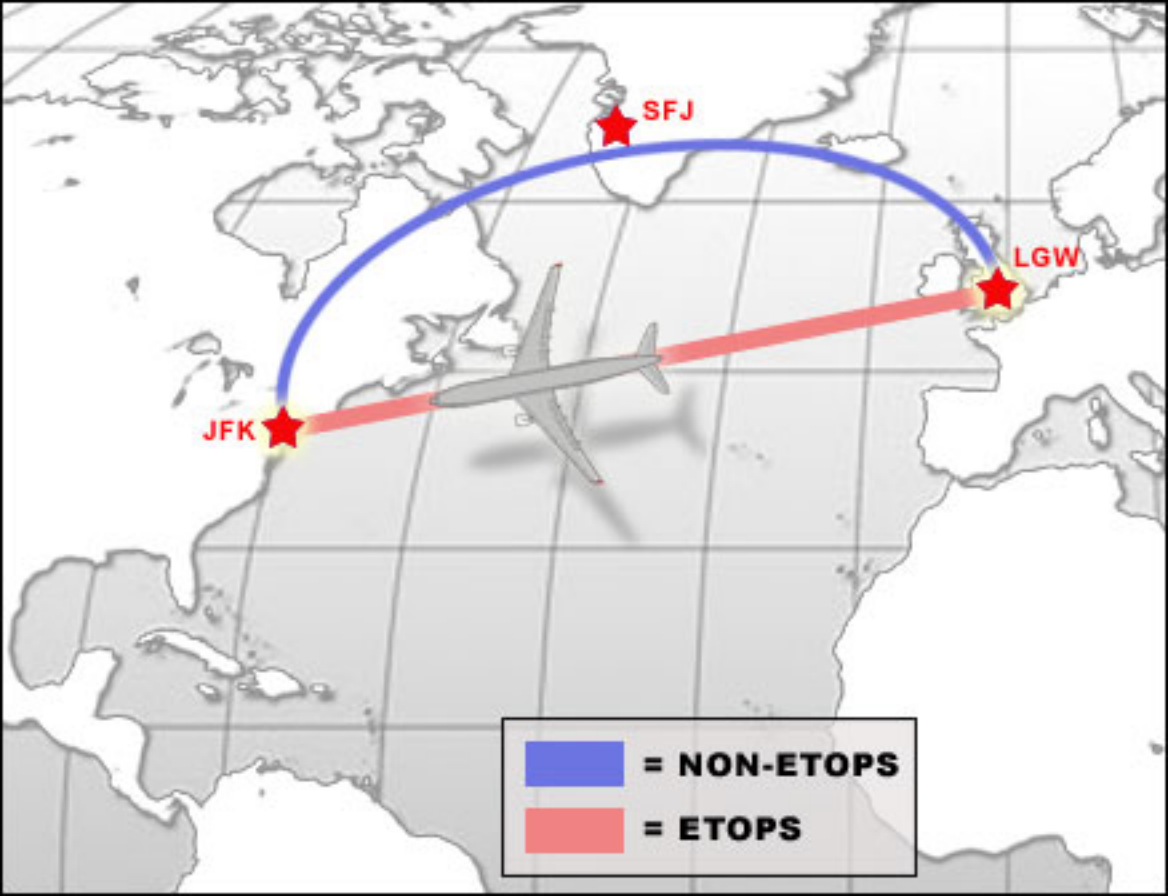 SFJ
LGW
JFK
= NON-ETOPS
= ETOPS